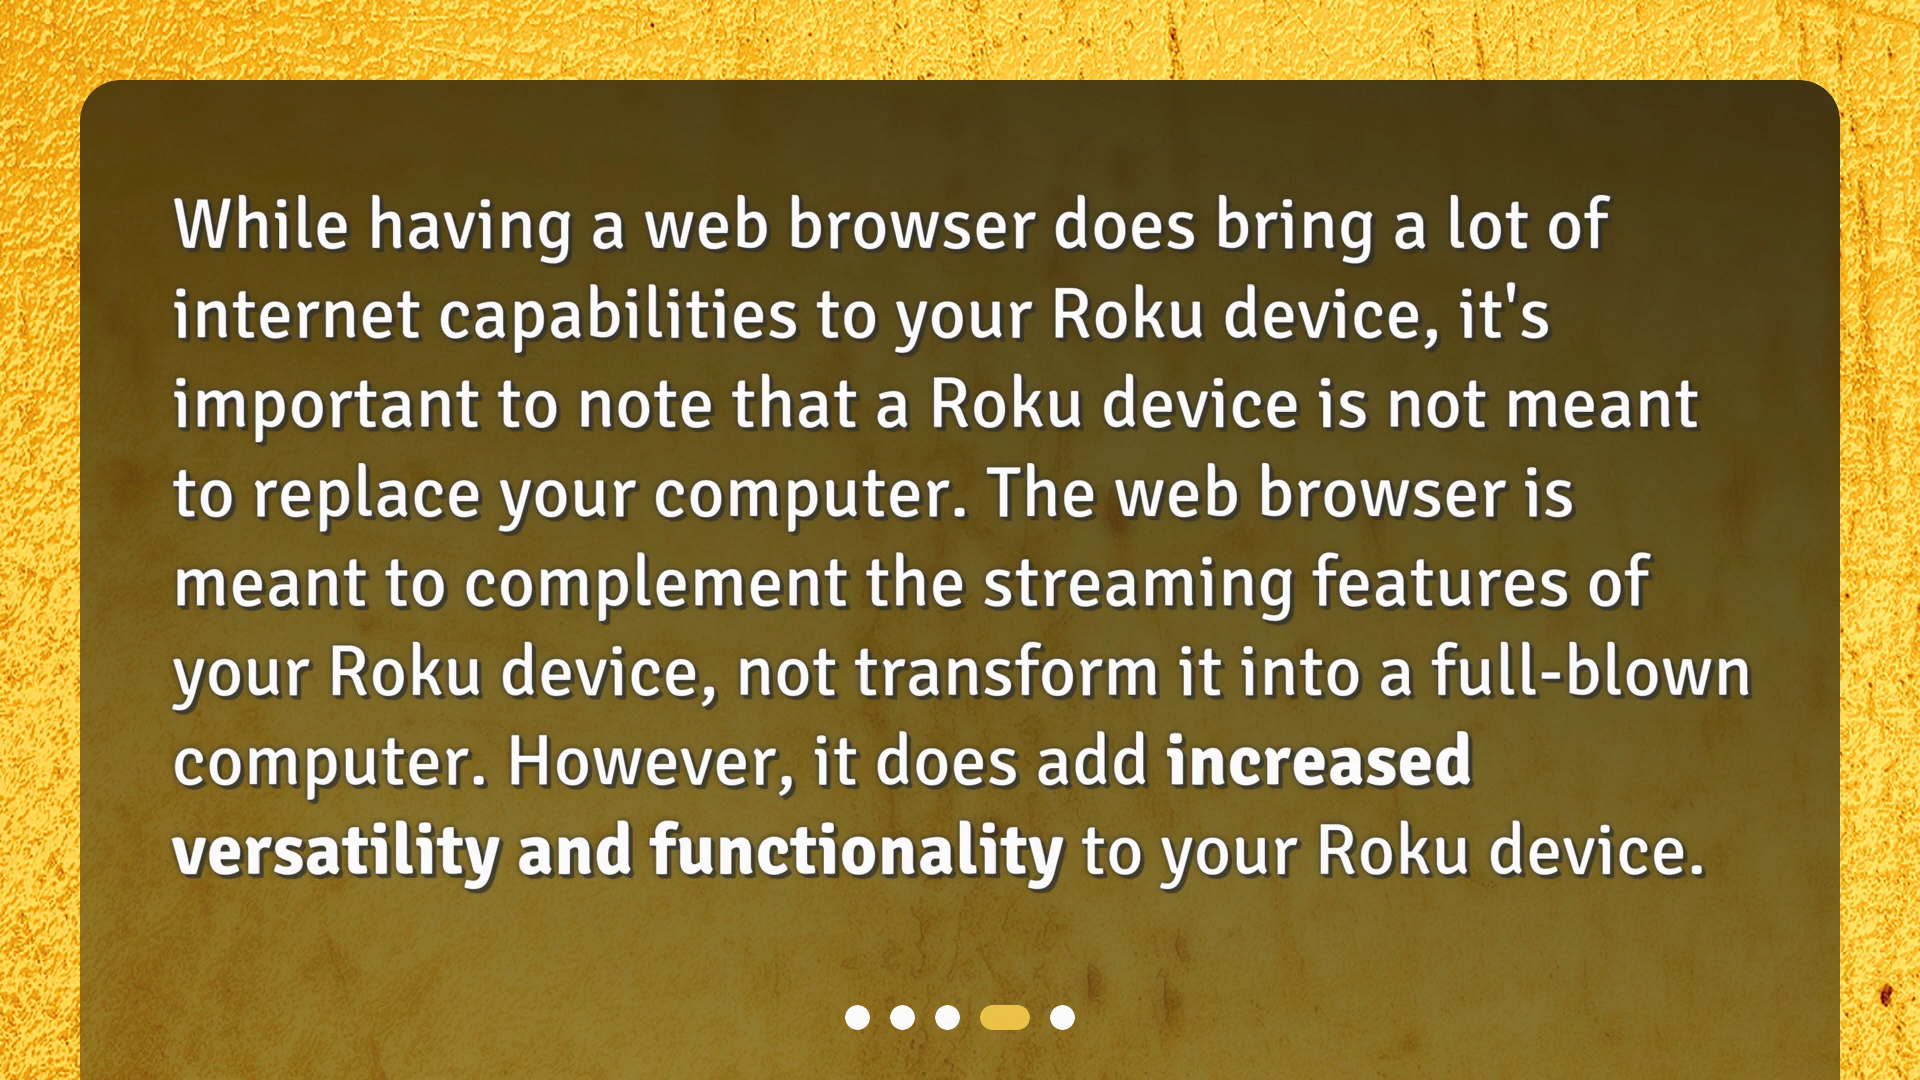 While having a web browser does bring a lot of
internet capabilities to your Roku device, it's
important to note that a Roku device is not meant
to replace your computer. The web browser is
meant to complement the streaming features of
your Roku device, not transform it into a full-blown
computer. However, it does add increased
versatility and functionality to your Roku device.